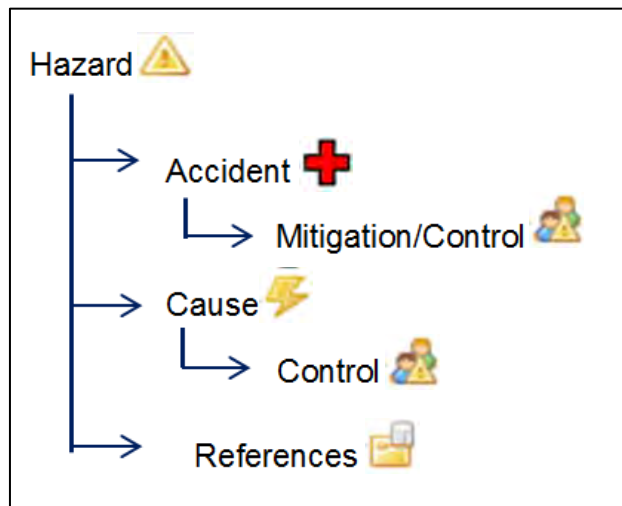 Hazard
Accident
Mitigation/Control
Cause
Control
References